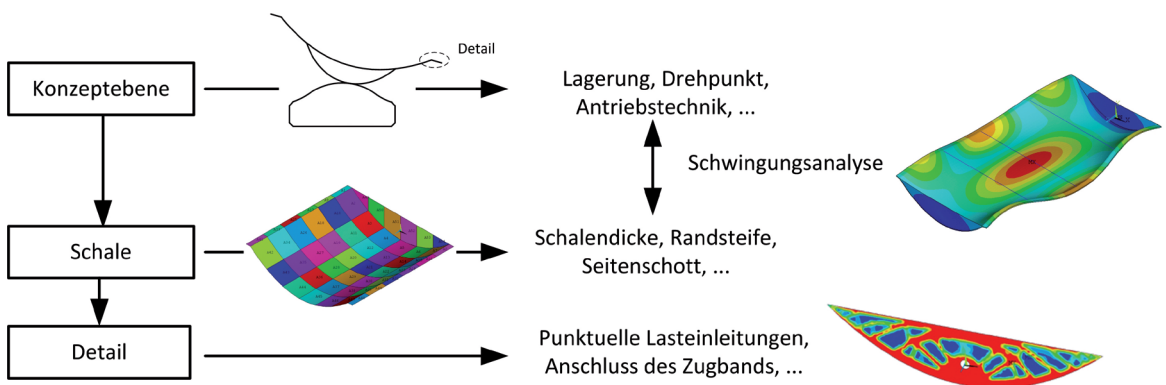 Konzeptebene
Detail
Lagerung, Drehpunkt,
Antriebstechnik, ...
Schwingungsanalyse
Schale
Schalendicke, Randsteife,
Seitenschott, ...
Detail
Punktuelle Lasteinleitungen,
Anschluss des Zugbands, ...